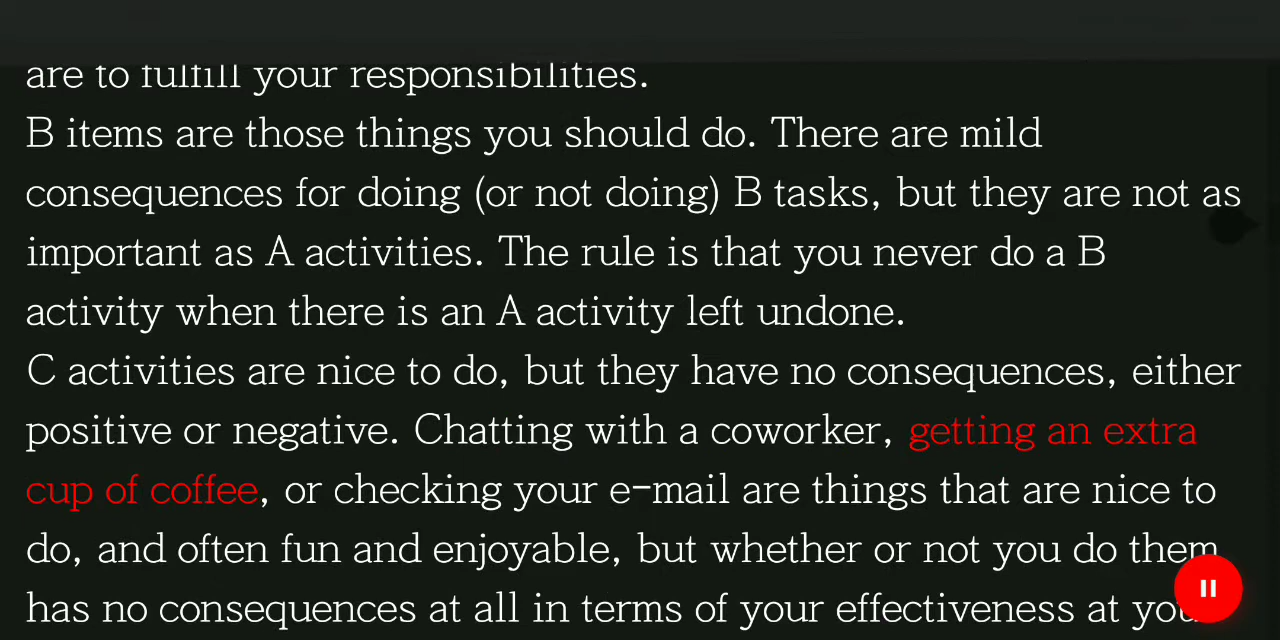 are to fulfill your responsibilities.
B items are those things you should do. There are mild
consequences for doing (or not doing) B tasks, but they are not as
important as A activities. The rule is that you never do a B
activity when there is an A activity left undone.
C activities are nice to do, but they have no consequences, either
positive or negative. Chatting with a coworker, getting an extra
cup of coffee, or checking your e-mail are things that are nice to
do, and often fun and enjoyable, but whether or not you do them
has no consequences at all in terms of your effectiveness at